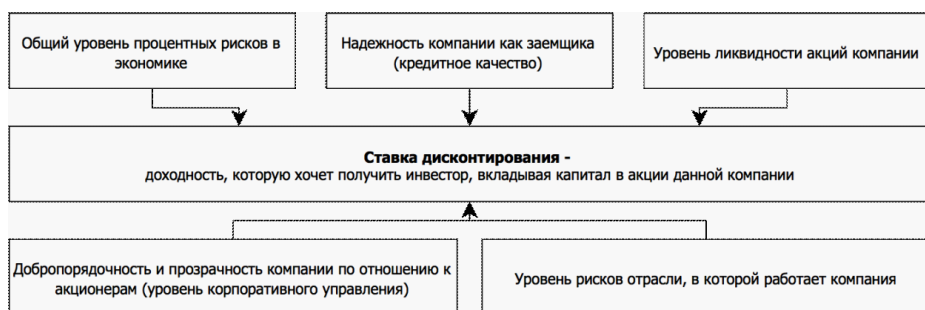 Общий уровень процентных рисков в
экономике
Надежность компании как заемщика
(кредитное качество)
Уровень ликвидности акций компании
Ставка дисконтирования -
доходность, которую хочет получить инвестор, вкладывая капитал в акции данной компании
Добропорядочность и прозрачность компании по отношению к
акционерам (уровень корпоративного управления)
Уровень рисков отрасли, в которой работает компания